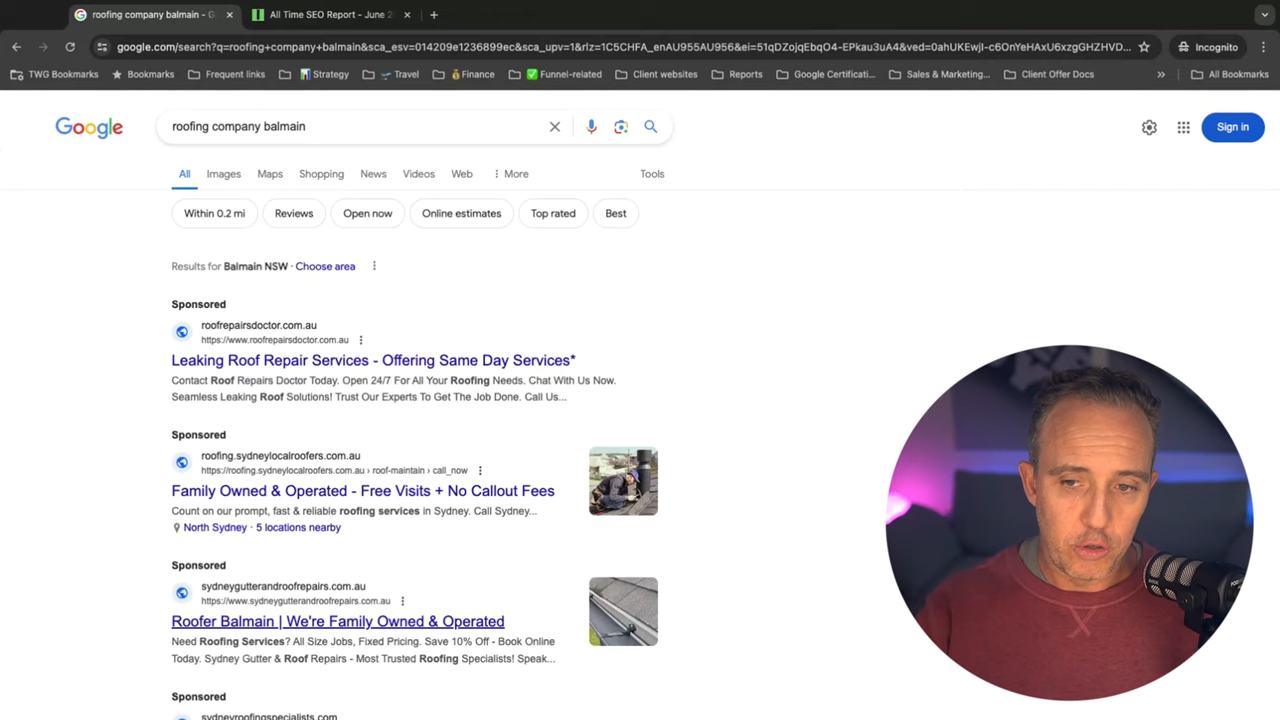 roofing company balmain - G
All Time SEO Report - June 2
google.com/search?q=roofing+company+balmain&sca_esv=014209e1236899ec&sca_upv=1&rlz=1C5CHFA_enAU955AU956&ei=51qDZojqEbqO4-EPkau3uA4&ved=0ahUKEwjI-c6OnYeHAxU6xzgGHZHVD...
Incognito
TWG Bookmarks
Bookmarks
Frequent links
Strategy
Travel
Finance
Funnel-related
Client websites
Reports
Google Certificati...
Sales & Marketing...
Client Offer Docs
All Bookmarks
Google
roofing company balmain
Sign in
All
Images
Maps
Shopping
News
Videos
Web
More
Tools
Within 0.2 mi
Reviews
Open now
Online estimates
Top rated
Best
Results for Balmain NSW · Choose area
Sponsored
roofrepairsdoctor.com.au
https://www.roofrepairsdoctor.com.au
Leaking Roof Repair Services - Offering Same Day Services*
Contact Roof Repairs Doctor Today. Open 24/7 For All Your Roofing Needs. Chat With Us Now.
Seamless Leaking Roof Solutions! Trust Our Experts To Get The Job Done. Call Us...
Sponsored
roofing.sydneylocalroofers.com.au
https://roofing.sydneylocalroofers.com.au › roof-maintain › call_now
Family Owned & Operated - Free Visits + No Callout Fees
Count on our prompt, fast & reliable roofing services in Sydney. Call Sydney...
North Sydney · 5 locations nearby
Sponsored
sydneygutterandroofrepairs.com.au
https://www.sydneygutterandroofrepairs.com.au
Roofer Balmain | We're Family Owned & Operated
Need Roofing Services? All Size Jobs, Fixed Pricing. Save 10% Off - Book Online
Today. Sydney Gutter & Roof Repairs - Most Trusted Roofing Specialists! Speak...
Sponsored
sydneyroofingspecialists.com